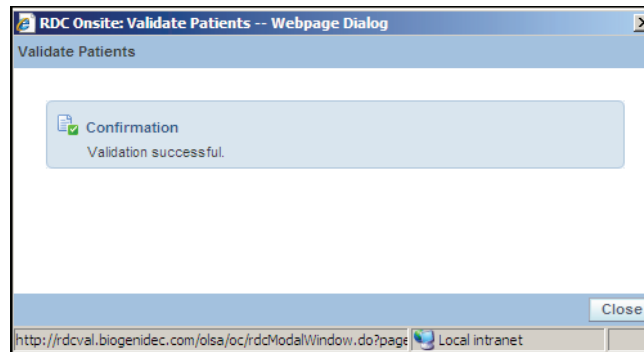 RDC Onsite: Validate Patients -- Webpage Dialog
Validate Patients
Confirmation
Validation successful.
Close
http://rdcval.biogenidec.com/olsa/oc/rdcModalWindow.do?page Local intranet